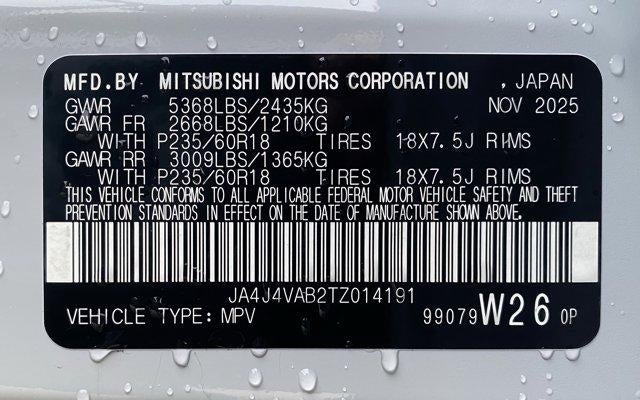 MFD.BY MITSUBISHI MOTORS CORPORATION , JAPAN
GVWR 5368LBS/2435KG NOV 2025
GAWR FR 2668LBS/1210KG
WITH P235/60R18 TIRES 18X7.5J RIMS
GAWR RR 3009LBS/1365KG
WITH P235/60R18 TIRES 18X7.5J RIMS
THIS VEHICLE CONFORMS TO ALL APPLICABLE FEDERAL MOTOR VEHICLE SAFETY AND THEFT
PREVENTION STANDARDS IN EFFECT ON THE DATE OF MANUFACTURE SHOWN ABOVE.
JA4J4VAB2TZ014191
VEHICLE TYPE: MPV 99079 W26 0P